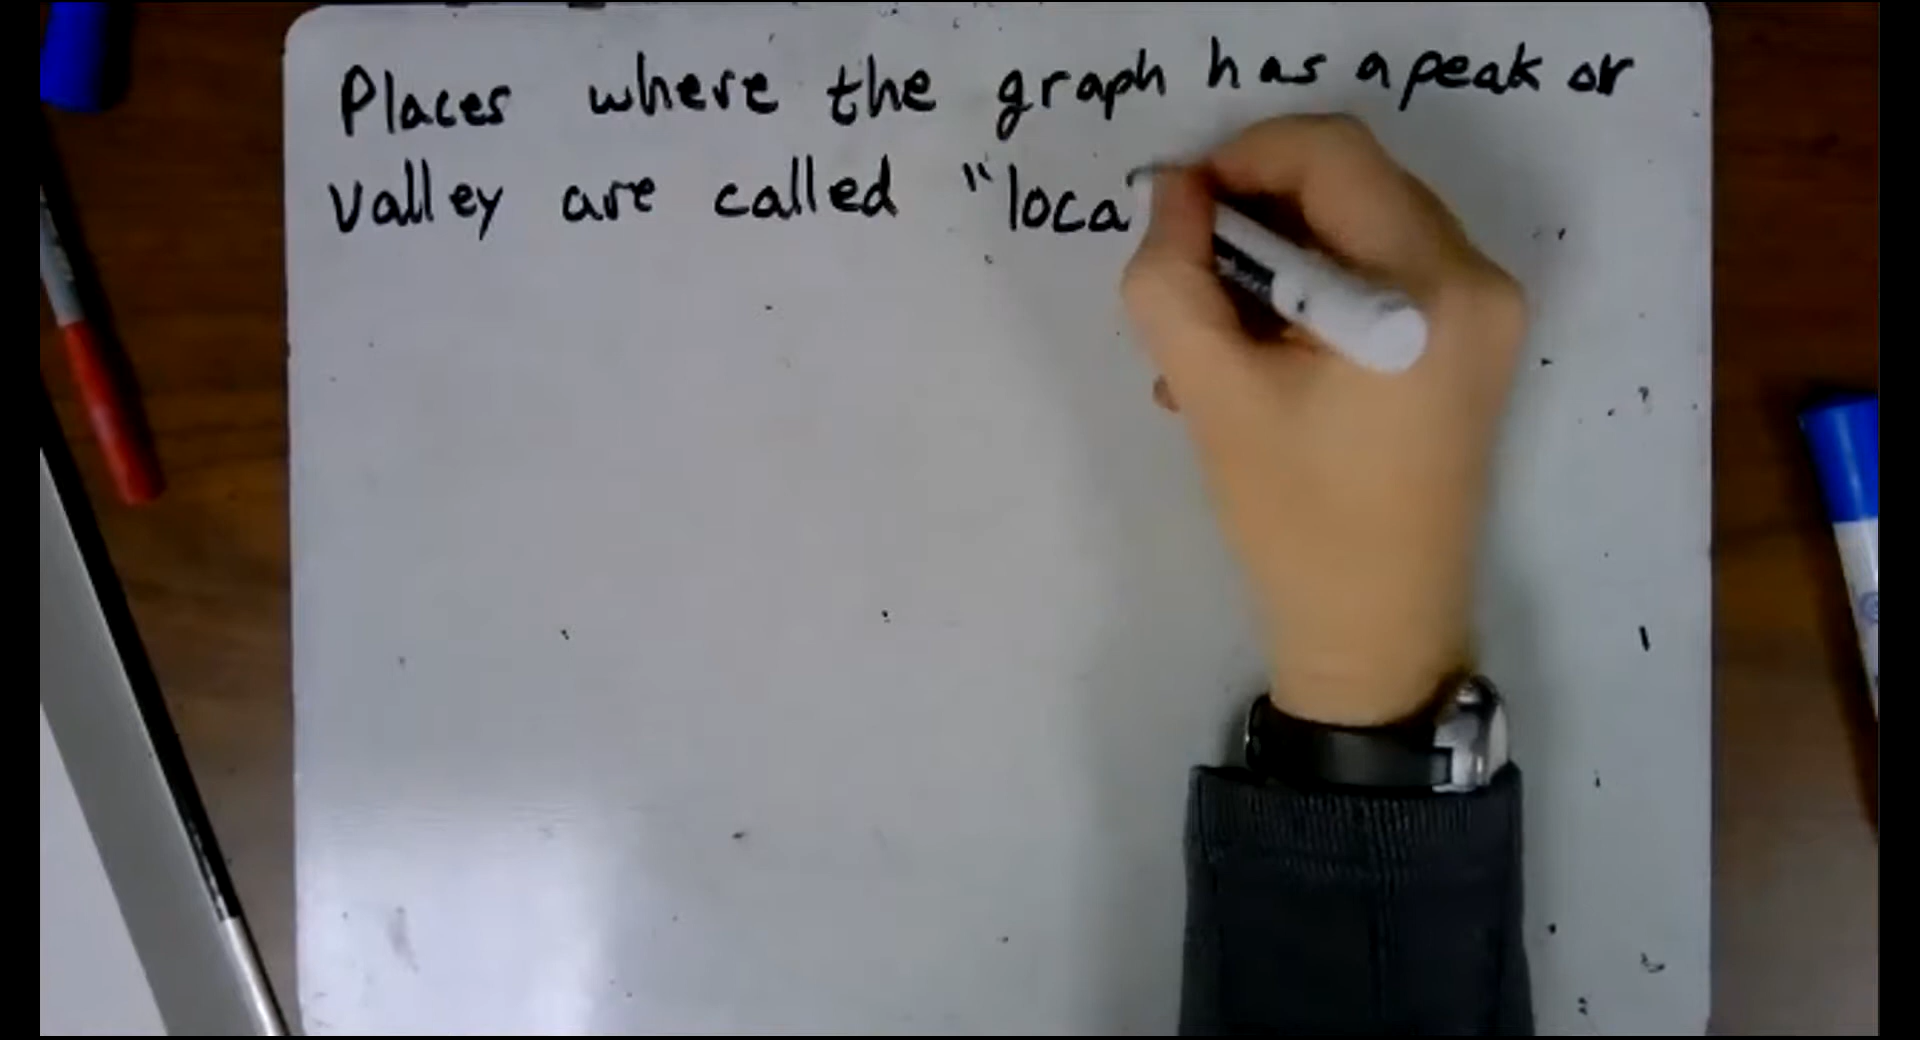 Places where the graph has a peak or
valley are called "loca